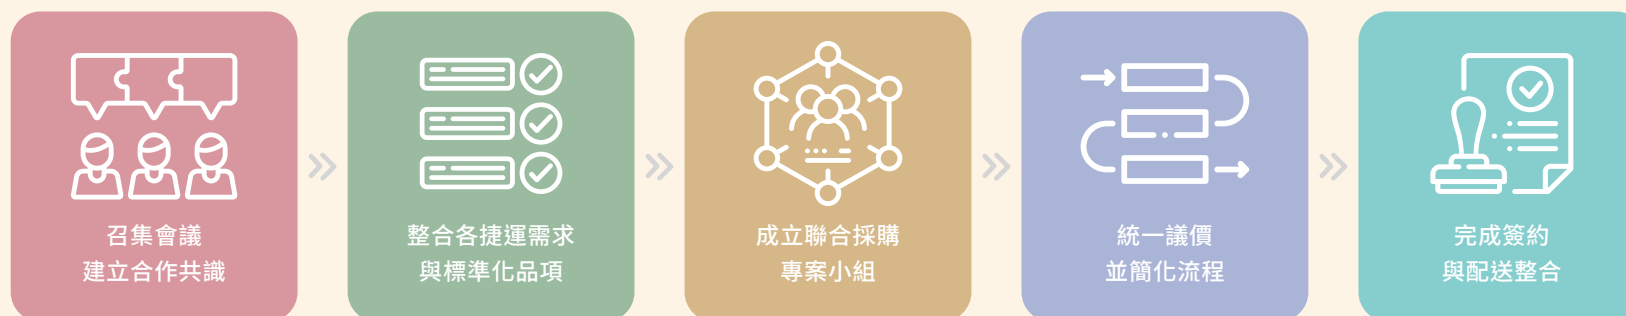 召集會議
建立合作共識
整合各捷運需求
與標準化品項
成立聯合採購
專案小組
統一議價
並簡化流程
完成簽約
與配送整合